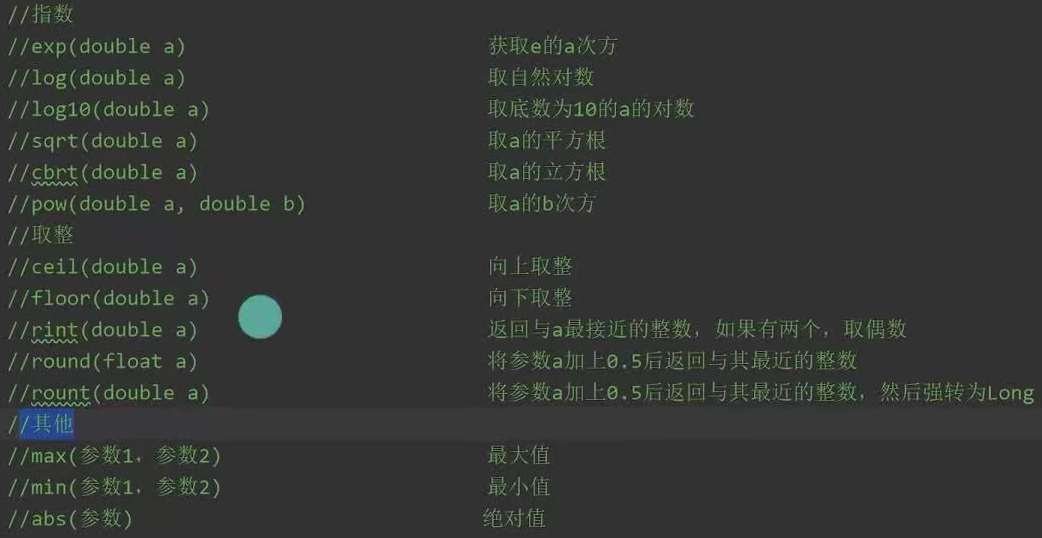 //指数
//exp(double a) 获取e的a次方
//log(double a) 取自然对数
//log10(double a) 取底数为10的a的对数
//sqrt(double a) 取a的平方根
//cbrt(double a) 取a的立方根
//pow(double a, double b) 取a的b次方
//取整
//ceil(double a) 向上取整
//floor(double a) 向下取整
//rint(double a) 返回与a最接近的整数，如果有两个，取偶数
//round(float a) 将参数a加上0.5后返回与其最近的整数
//rount(double a) 将参数a加上0.5后返回与其最近的整数，然后强转为Long
//其他
//max(参数1，参数2) 最大值
//min(参数1，参数2) 最小值
//abs(参数) 绝对值